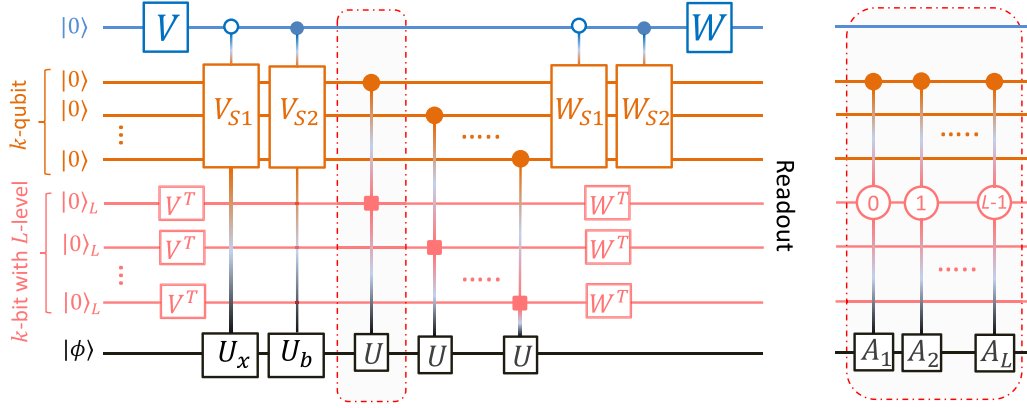 |0⟩ V W
k-qubit
|0⟩
|0⟩
⋮
|0⟩
V_{S1} V_{S2} W_{S1} W_{S2}
......
k-bit with L-level
|0⟩_L V^T W^T
|0⟩_L V^T W^T
⋮
......
|0⟩_L V^T W^T
|ϕ⟩ U_x U_b U U U
Readout
......
0 1 L-1
.....
A_1 A_2 A_L